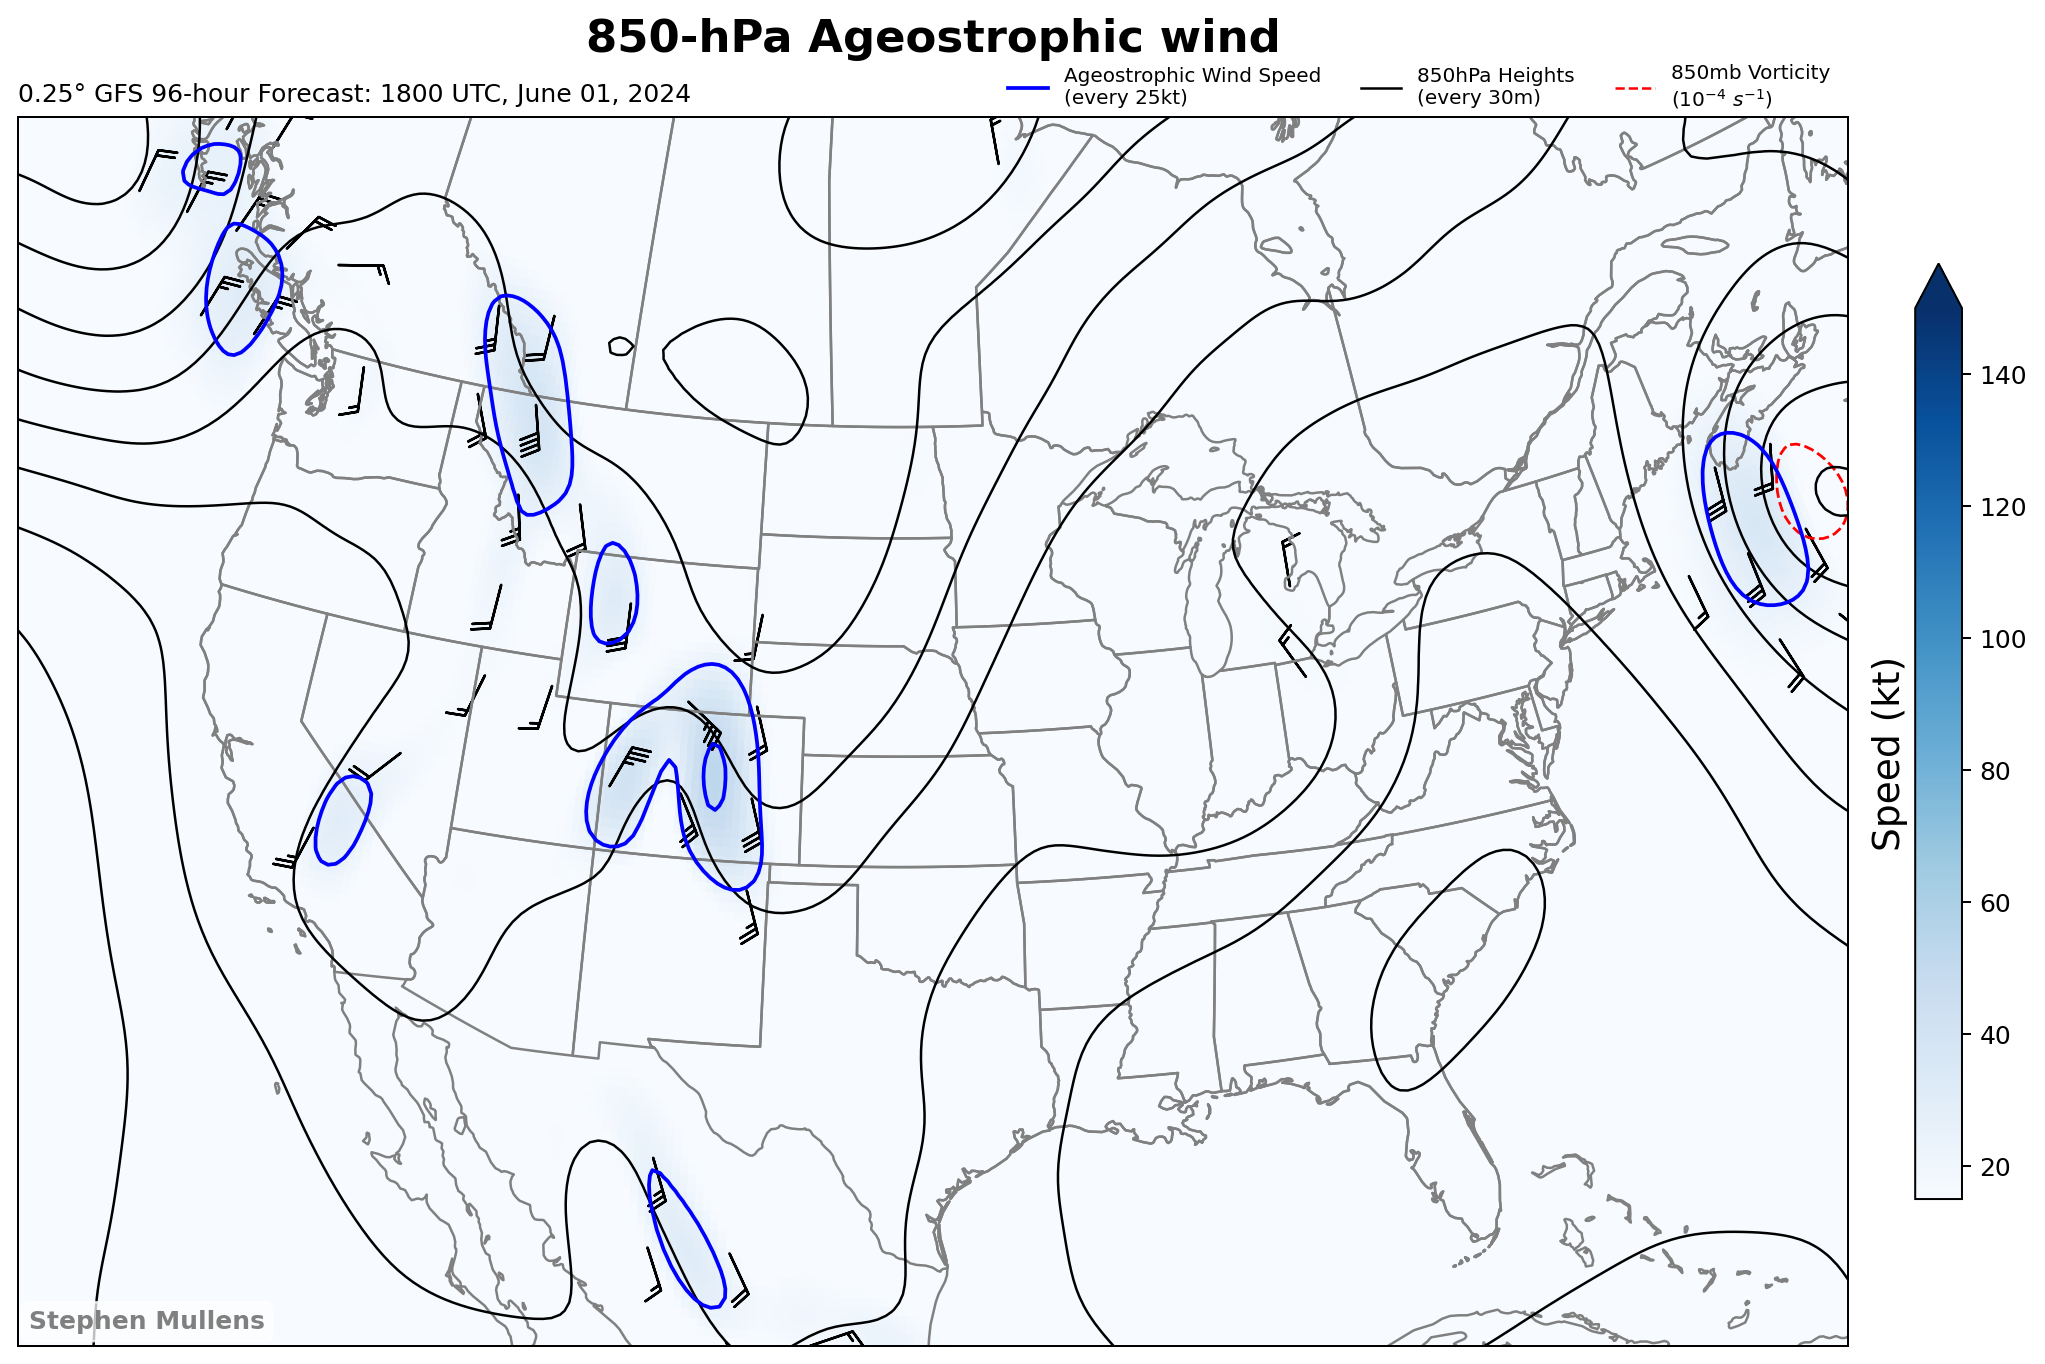 850-hPa Ageostrophic wind
0.25° GFS 96-hour Forecast: 1800 UTC, June 01, 2024
Ageostrophic Wind Speed
(every 25kt)
850hPa Heights
(every 30m)
850mb Vorticity
(10⁻⁴ s⁻¹)
140
120
100
80
60
40
20
Speed (kt)
Stephen Mullens